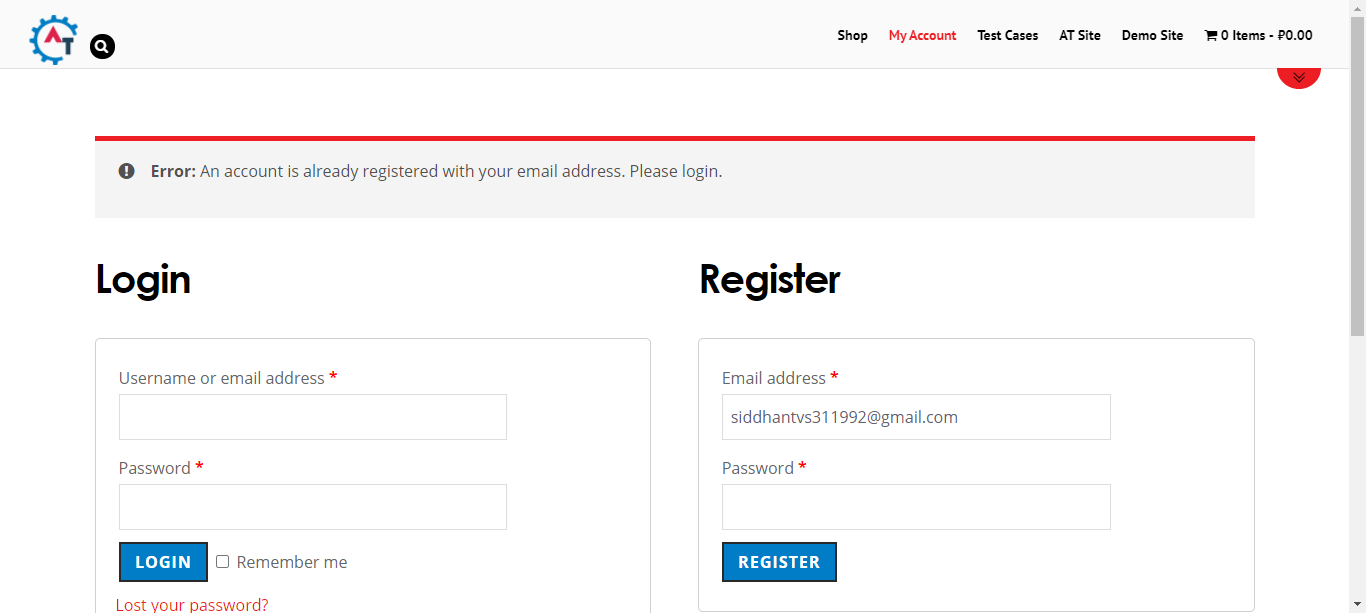 AT
Shop My Account Test Cases AT Site Demo Site 0 Items - ₽0.00
Error: An account is already registered with your email address. Please login.
Login
Register
Username or email address *
Email address *
siddhantvs311992@gmail.com
Password *
Password *
LOGIN Remember me
REGISTER
Lost your password?